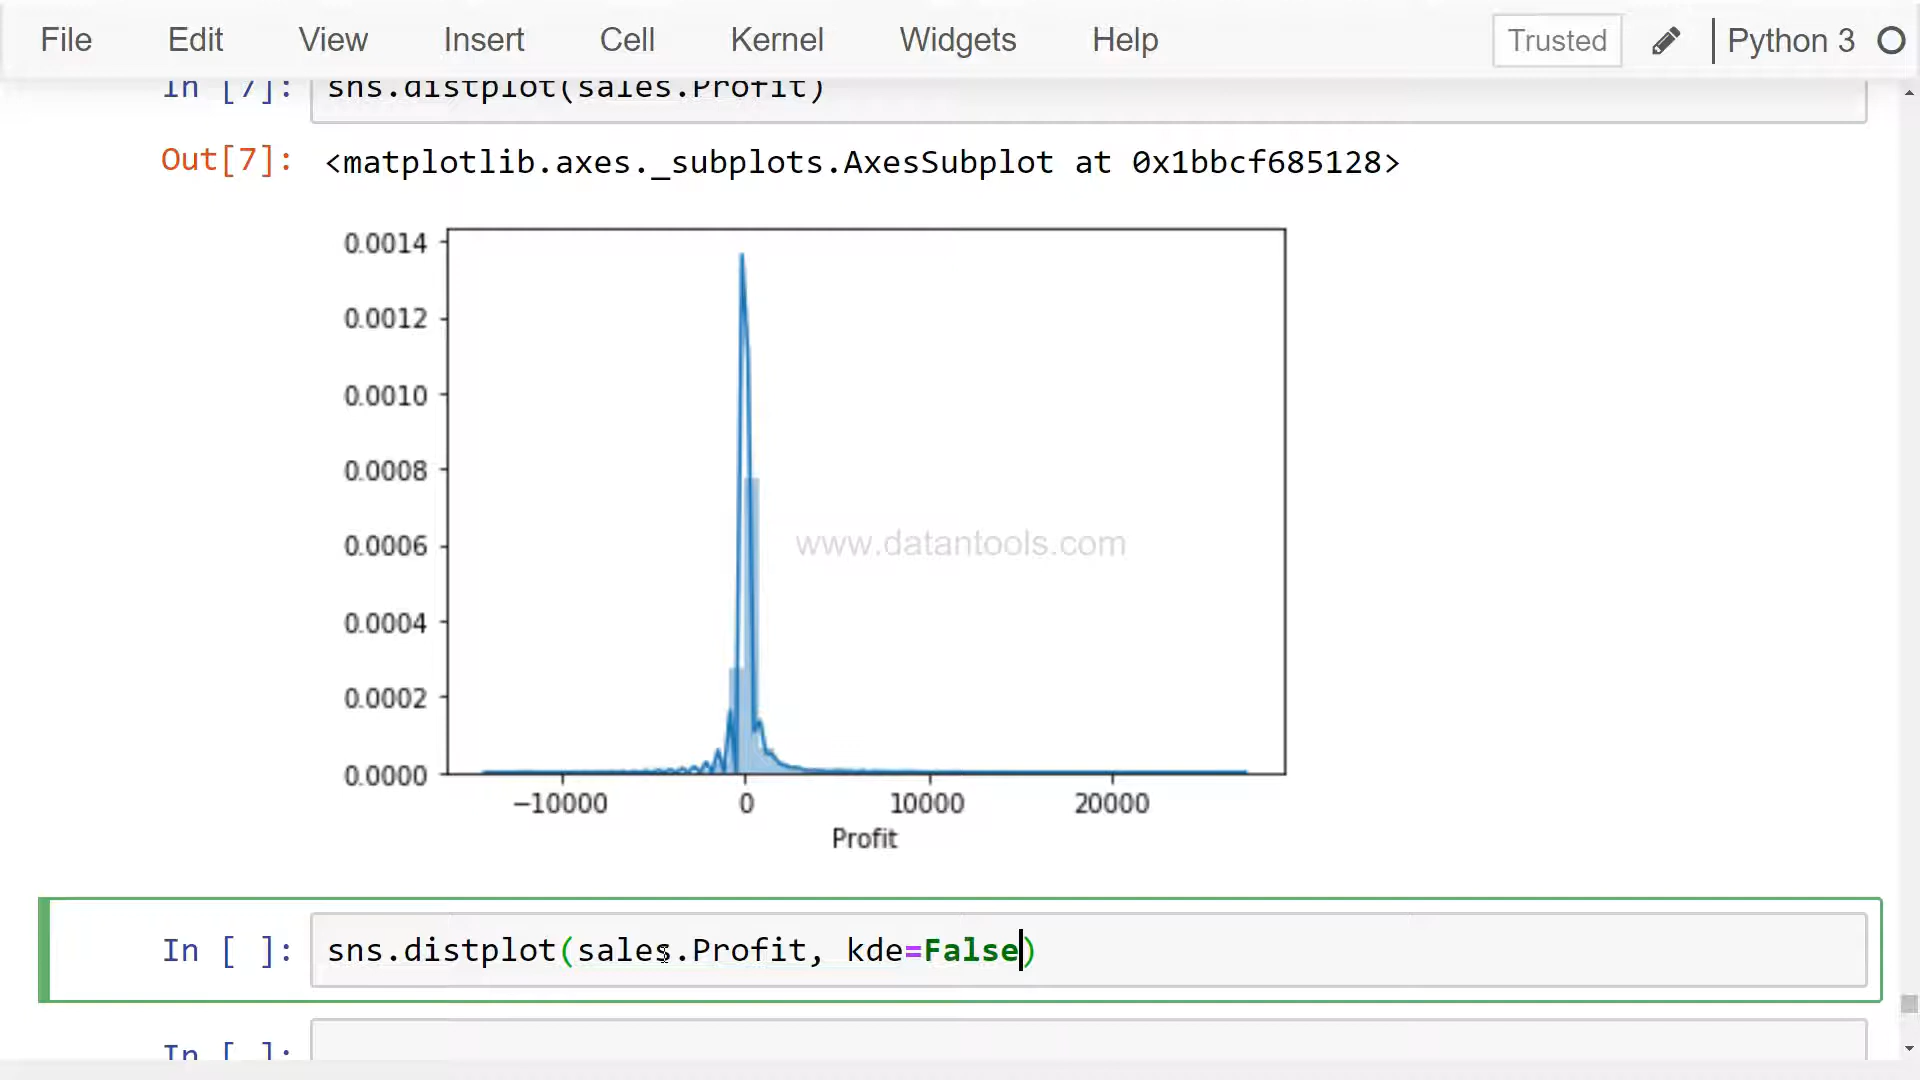 File Edit View Insert Cell Kernel Widgets Help Trusted Python 3
In [7]: sns.distplot(sales.Profit)
Out[7]: <matplotlib.axes._subplots.AxesSubplot at 0x1bbcf685128>
0.0014
0.0012
0.0010
0.0008
0.0006
www.datantools.com
0.0004
0.0002
0.0000
−10000 0 10000 20000
Profit
In [ ]: sns.distplot(sales.Profit, kde=False)
In [ ]: